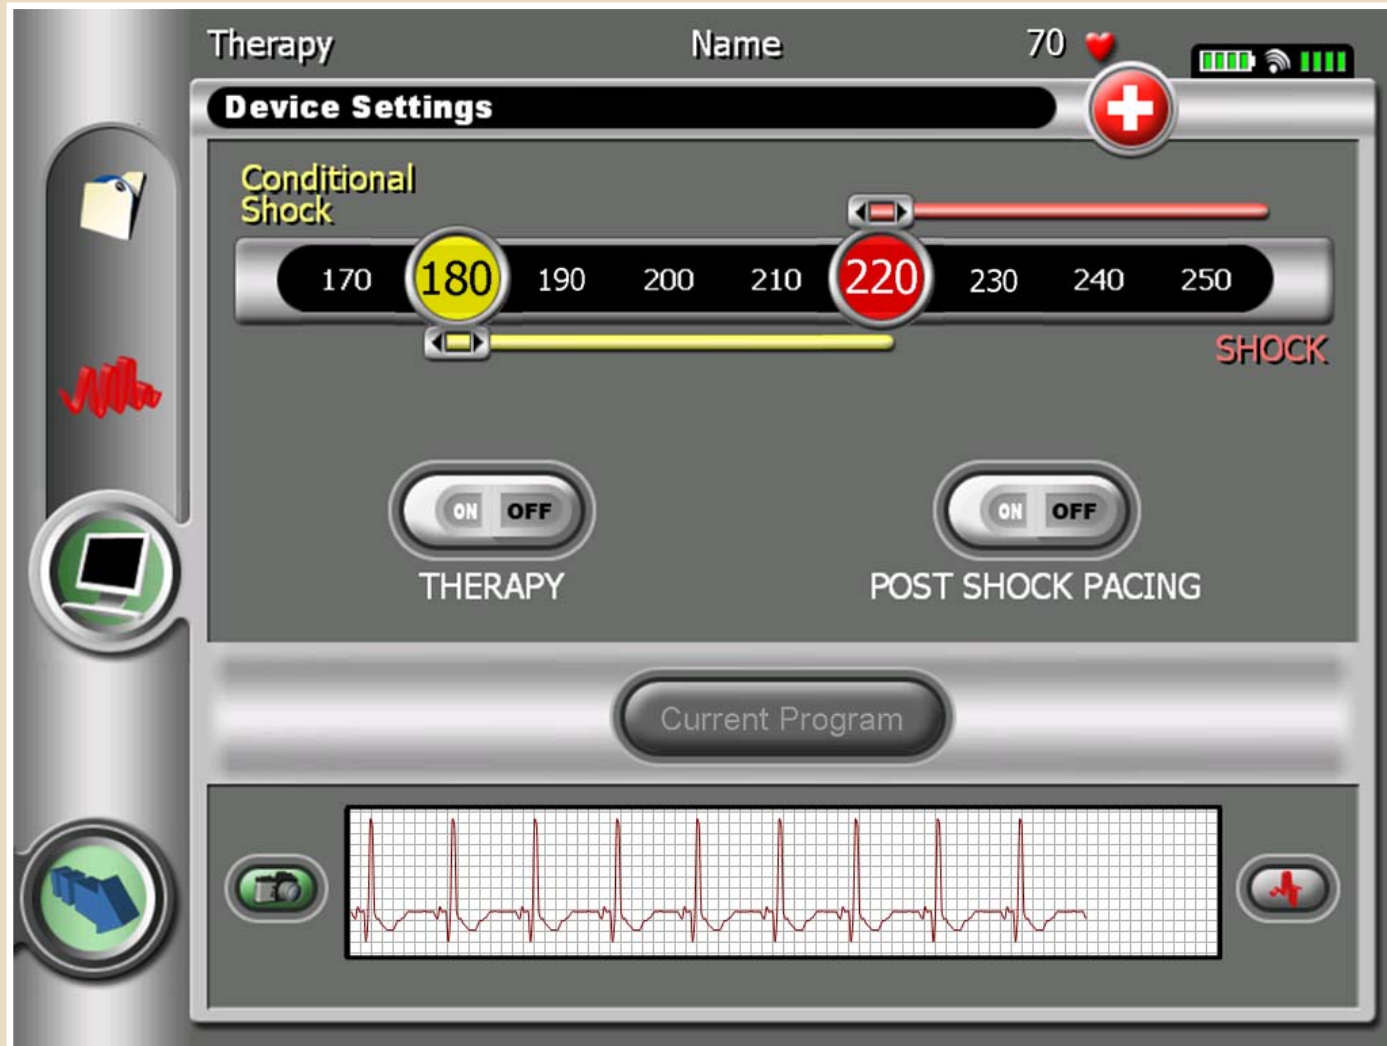 Therapy Name 70
Device Settings
Conditional
Shock
170 180 190 200 210 220 230 240 250
SHOCK
ON OFF ON OFF
THERAPY POST SHOCK PACING
Current Program